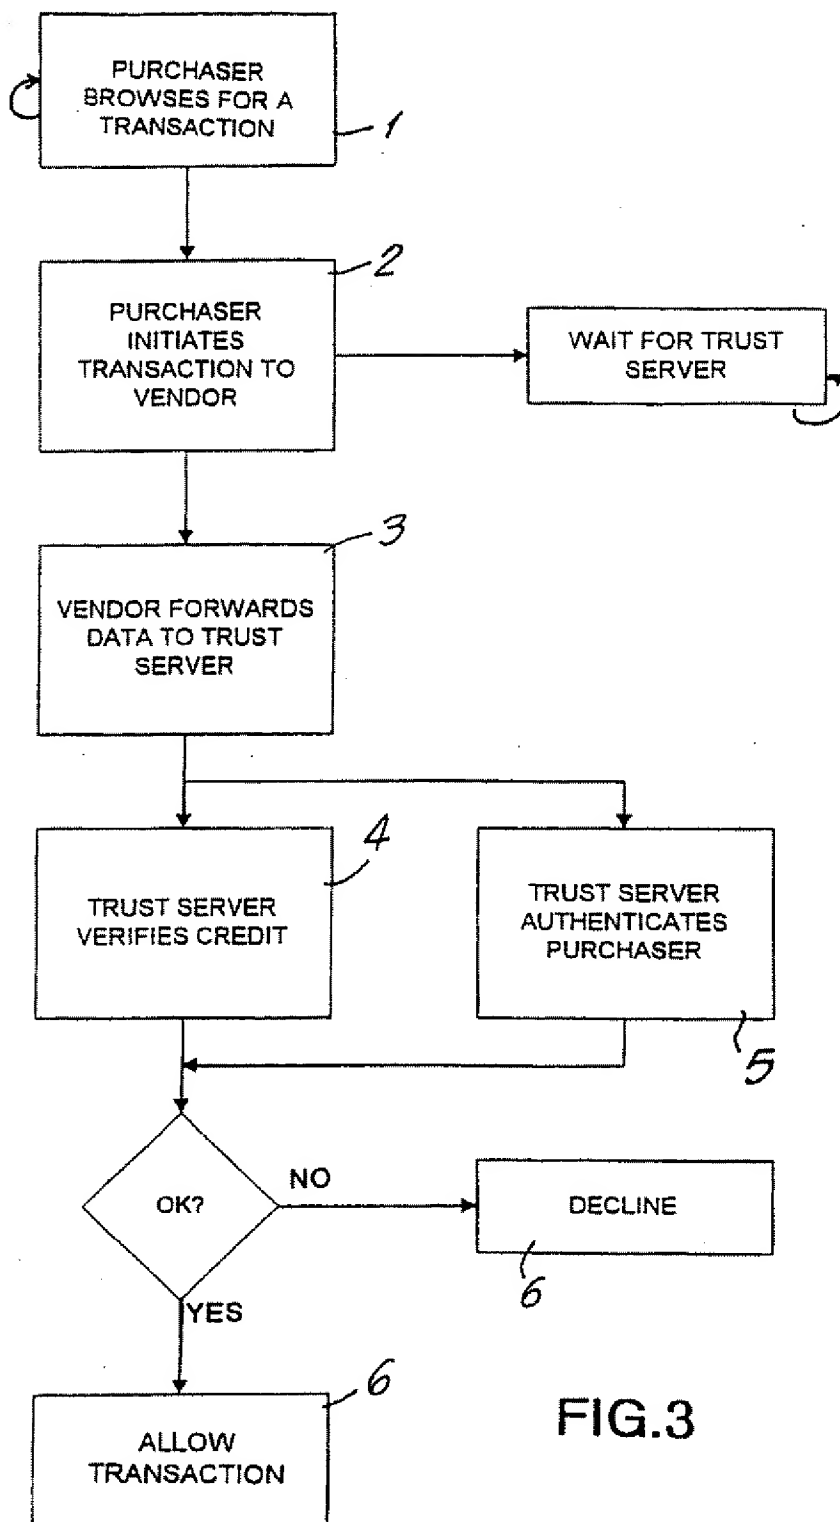 PURCHASER
BROWSES FOR A
TRANSACTION
1
2
PURCHASER
INITIATES
TRANSACTION TO
VENDOR
WAIT FOR TRUST
SERVER
3
VENDOR FORWARDS
DATA TO TRUST
SERVER
4
TRUST SERVER
VERIFIES CREDIT
TRUST SERVER
AUTHENTICATES
PURCHASER
5
OK?
NO
DECLINE
6
YES
6
ALLOW
TRANSACTION
FIG.3